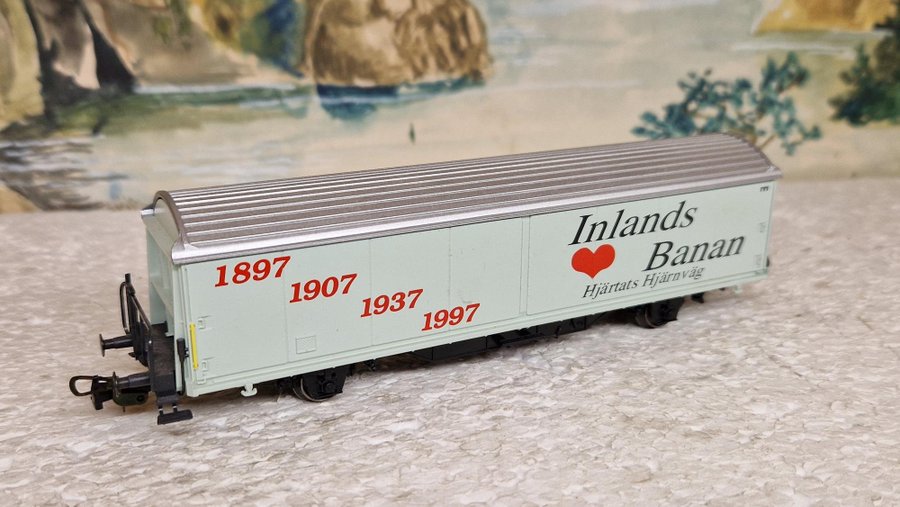 1897
1907
1937
1997
Inlands
Banan
Hjärtats Hjärnväg